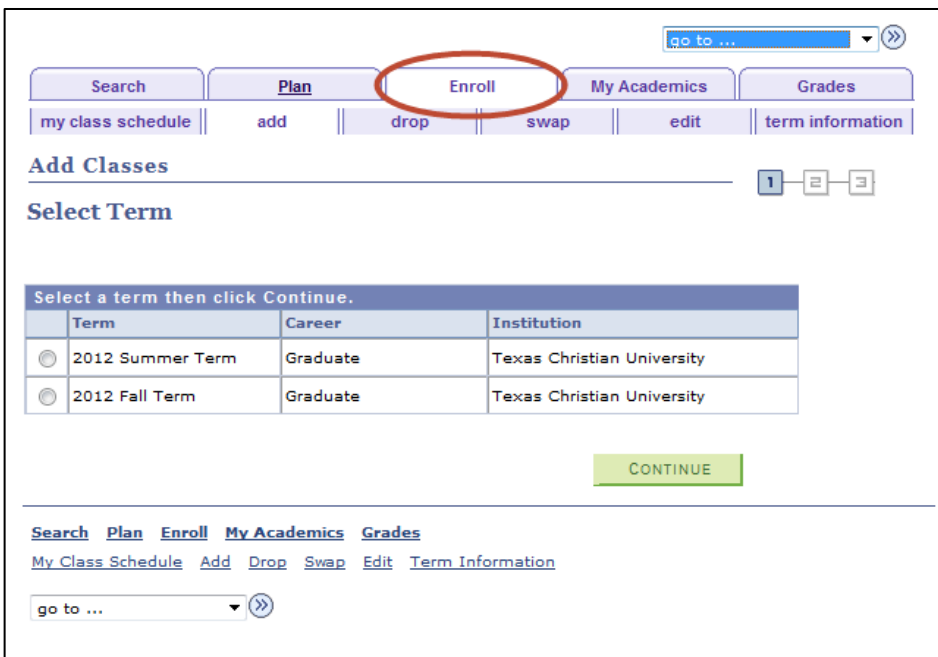 go to ...
Search Plan Enroll My Academics Grades
my class schedule add drop swap edit term information
Add Classes
1 2 3
Select Term
Select a term then click Continue.
Term Career Institution
2012 Summer Term Graduate Texas Christian University
2012 Fall Term Graduate Texas Christian University
CONTINUE
Search Plan Enroll My Academics Grades
My Class Schedule Add Drop Swap Edit Term Information
go to ...